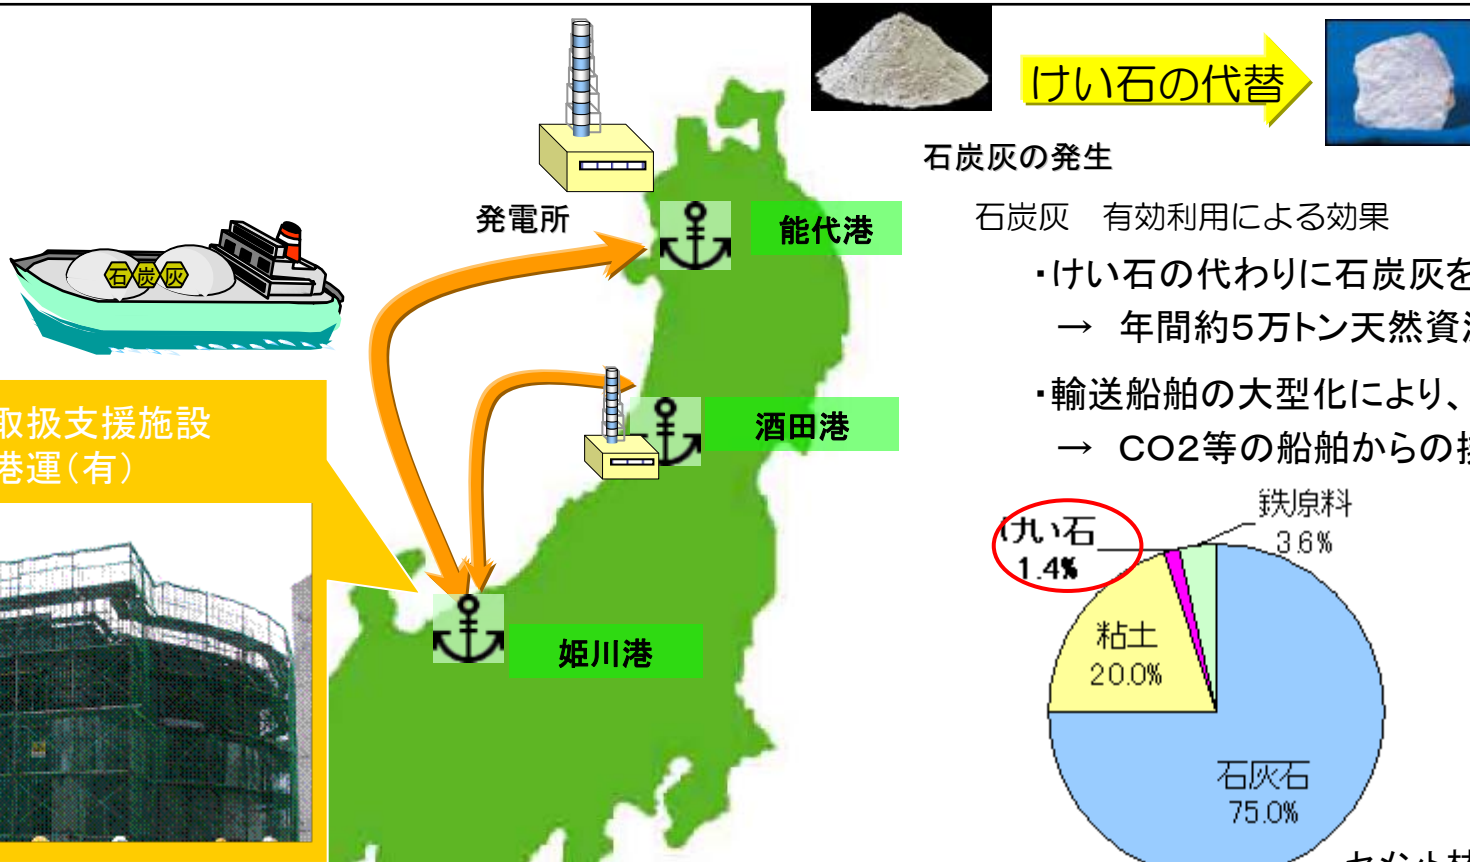 けい石の代替
石炭灰の発生
石炭灰　有効利用による効果
・けい石の代わりに石炭灰を
→　年間約５万トン天然資
・輸送船舶の大型化により、
→　ＣＯ２等の船舶からの
発電所
能代港
石炭灰
酒田港
取扱支援施設
港運（有）
姫川港
けい石
1.4%
鉄原料
3.6%
粘土
20.0%
石灰石
75.0%